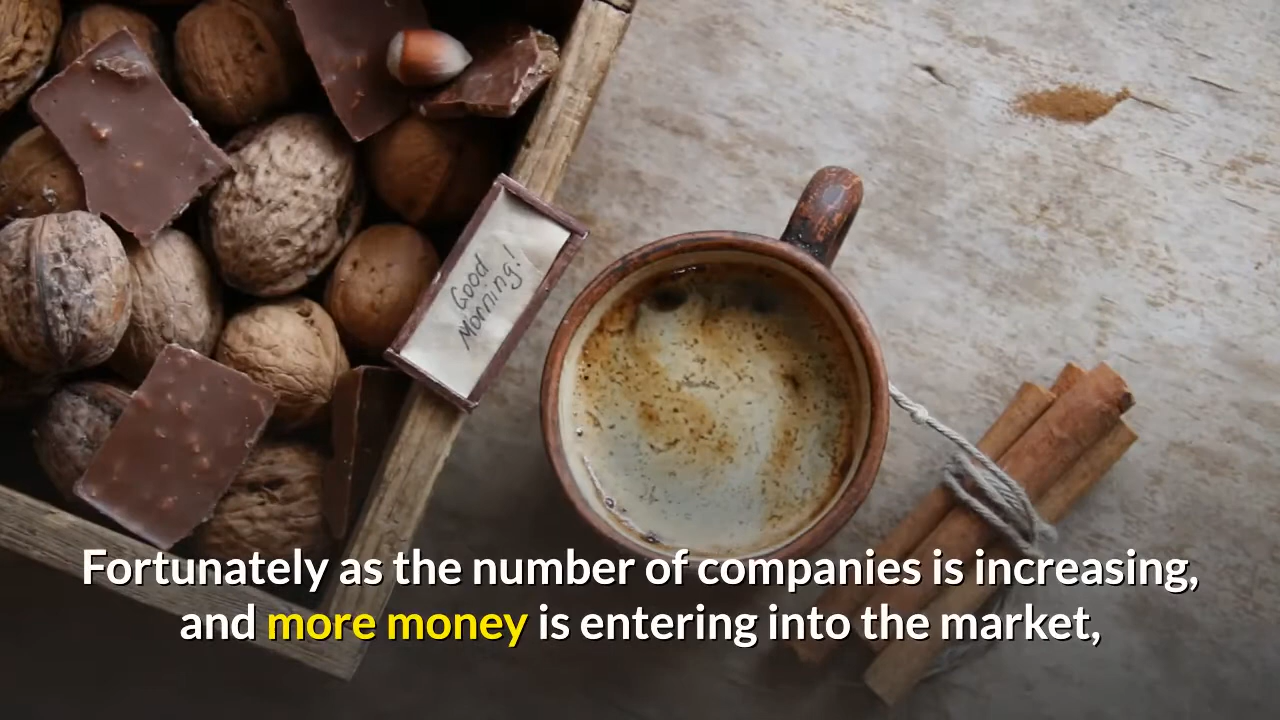 Good
Morning!
Fortunately as the number of companies is increasing,
and more money is entering into the market,